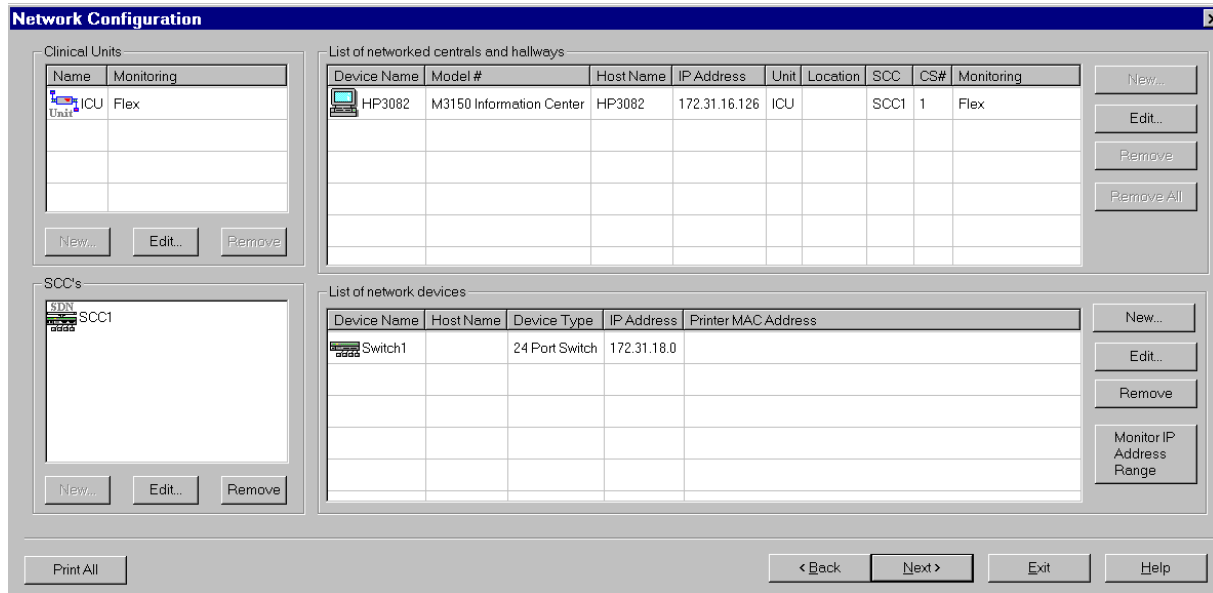 Network Configuration
Clinical Units
Name Monitoring
Unit ICU Flex
New... Edit... Remove
List of networked centrals and hallways
Device Name Model # Host Name IP Address Unit Location SCC CS# Monitoring
HP3082 M3150 Information Center HP3082 172.31.16.126 ICU SCC1 1 Flex
New...
Edit...
Remove
Remove All
SCC's
SDN SCC1
New... Edit... Remove
List of network devices
Device Name Host Name Device Type IP Address Printer MAC Address
Switch1 24 Port Switch 172.31.18.0
New...
Edit...
Remove
Monitor IP
Address
Range
Print All < Back Next > Exit Help